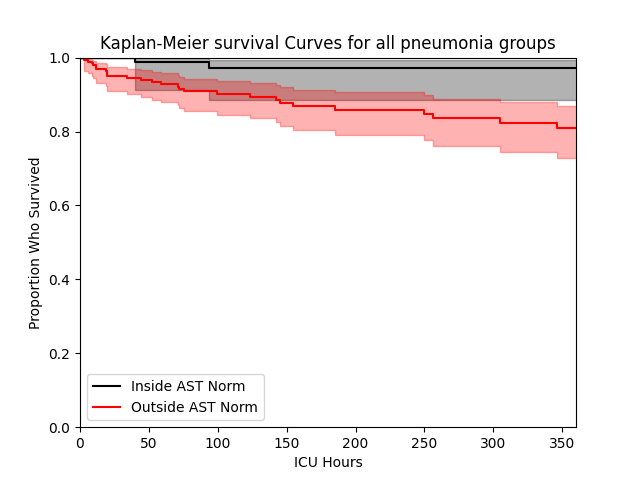 Kaplan-Meier survival Curves for all pneumonia groups
1.0
0.8
0.6
0.4
0.2
0.0
Proportion Who Survived
Inside AST Norm
Outside AST Norm
0 50 100 150 200 250 300 350
ICU Hours